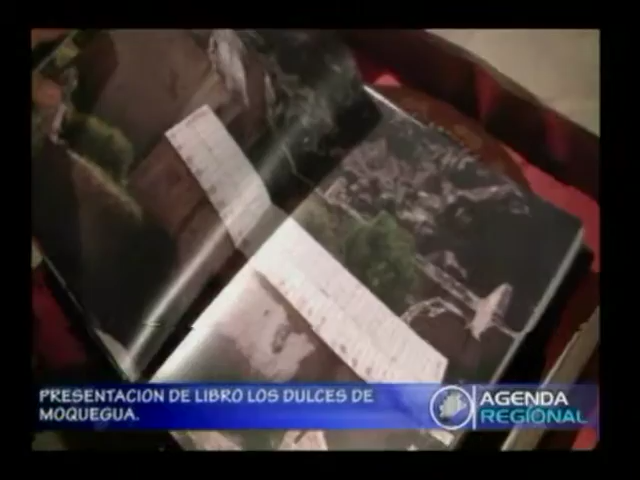 PRESENTACION DE LIBRO LOS DULCES DE
MOQUEGUA.
AGENDA
REGIONAL